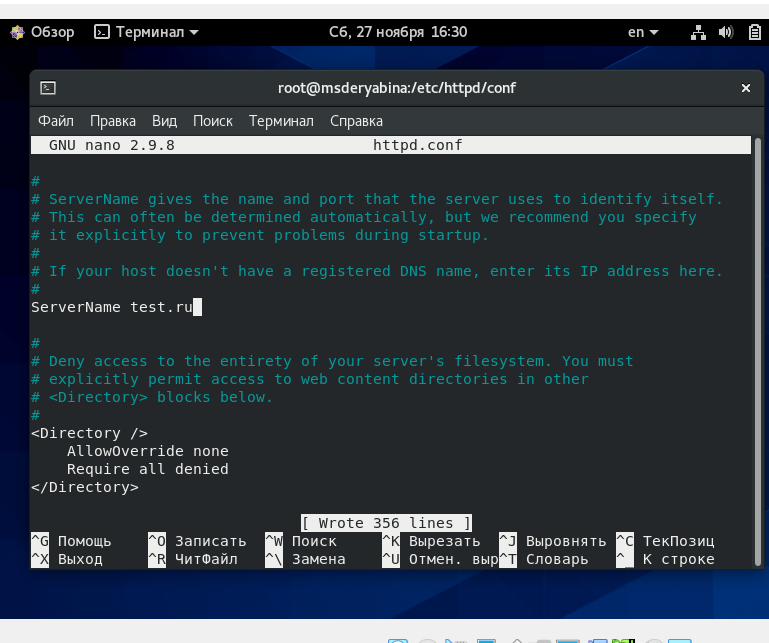 Обзор Терминал Сб, 27 ноября 16:30 en
root@msderyabina:/etc/httpd/conf ×
Файл Правка Вид Поиск Терминал Справка
GNU nano 2.9.8 httpd.conf
#
# ServerName gives the name and port that the server uses to identify itself.
# This can often be determined automatically, but we recommend you specify
# it explicitly to prevent problems during startup.
#
# If your host doesn't have a registered DNS name, enter its IP address here.
#
ServerName test.ru
#
# Deny access to the entirety of your server's filesystem. You must
# explicitly permit access to web content directories in other
# <Directory> blocks below.
#
<Directory />
    AllowOverride none
    Require all denied
</Directory>
[ Wrote 356 lines ]
^G Помощь ^O Записать ^W Поиск ^K Вырезать ^J Выровнять ^C ТекПозиц
^X Выход ^R ЧитФайл ^\ Замена ^U Отмен. выр ^T Словарь ^_ К строке